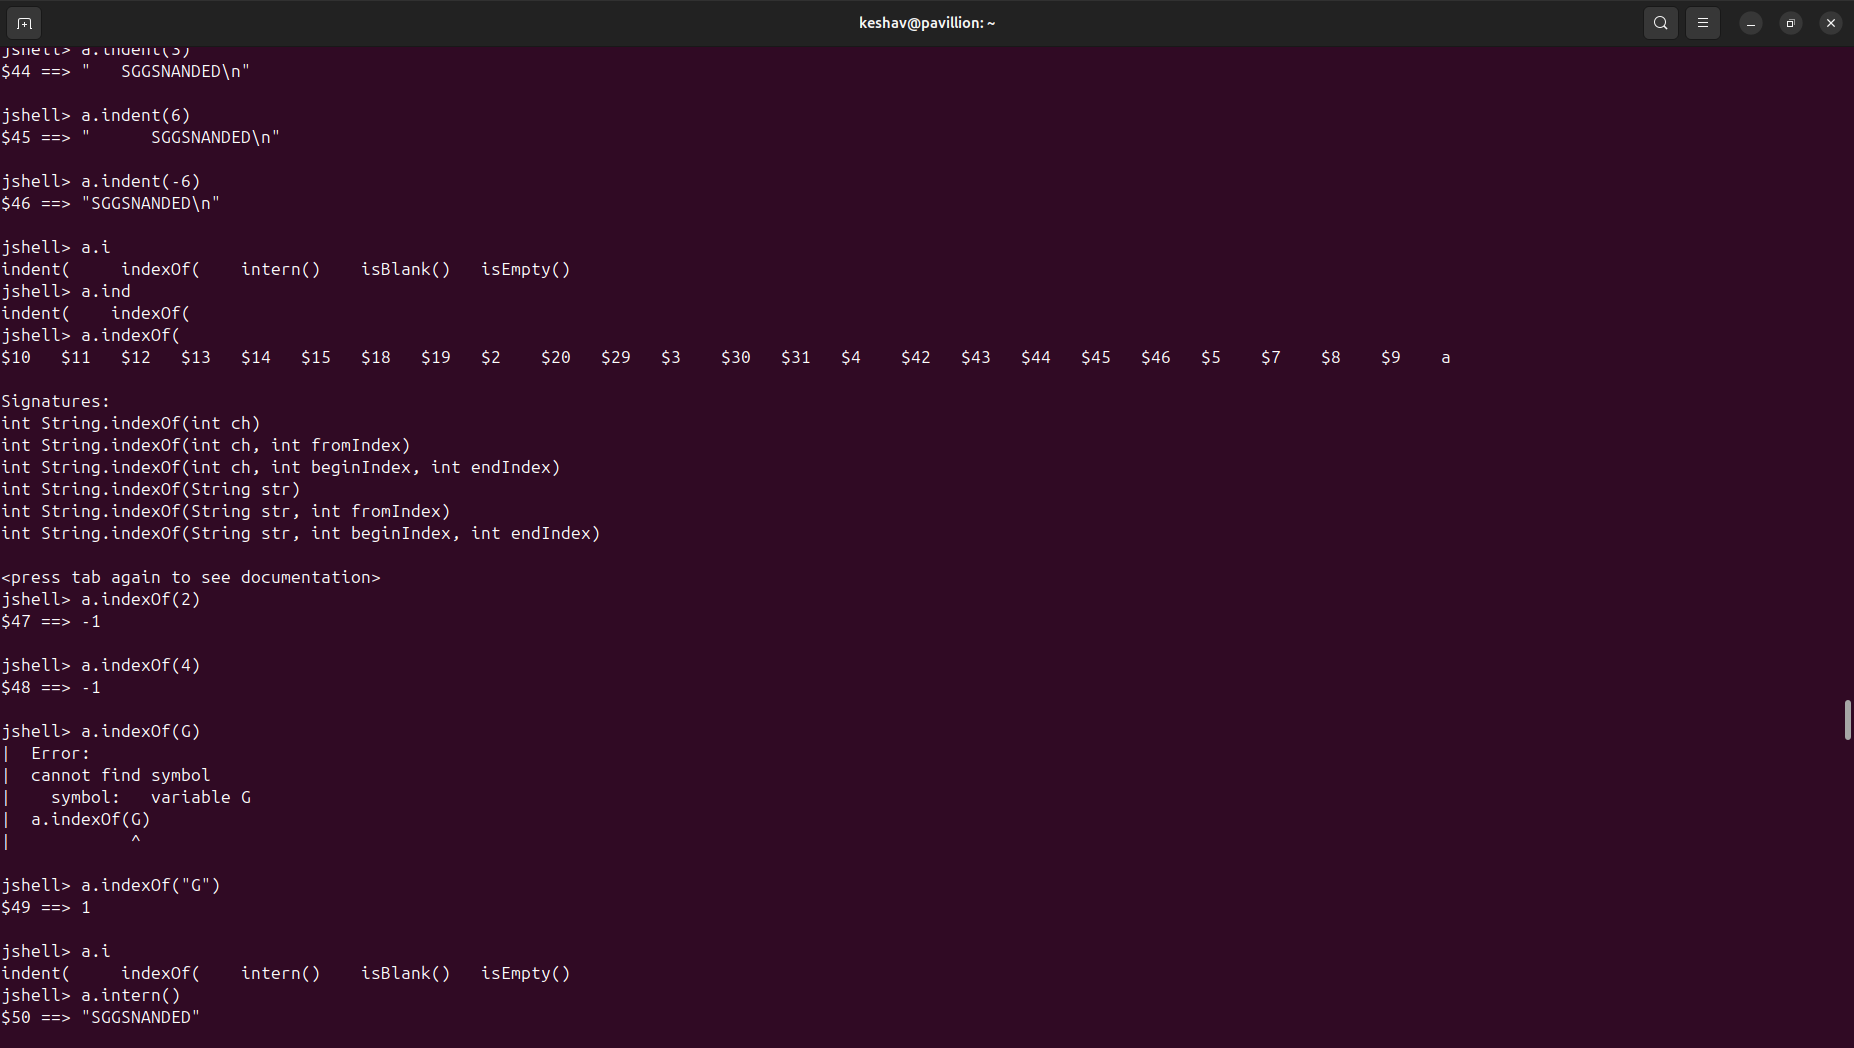 keshav@pavillion: ~
jshell> a.indent(3)
$44 ==> "   SGGSNANDED\n"
jshell> a.indent(6)
$45 ==> "      SGGSNANDED\n"
jshell> a.indent(-6)
$46 ==> "SGGSNANDED\n"
jshell> a.i
indent(     indexOf(    intern()    isBlank()   isEmpty()
jshell> a.ind
indent(    indexOf(
jshell> a.indexOf(
$10   $11   $12   $13   $14   $15   $18   $19   $2    $20   $29   $3    $30   $31   $4    $42   $43   $44   $45   $46   $5    $7    $8    $9    a
Signatures:
int String.indexOf(int ch)
int String.indexOf(int ch, int fromIndex)
int String.indexOf(int ch, int beginIndex, int endIndex)
int String.indexOf(String str)
int String.indexOf(String str, int fromIndex)
int String.indexOf(String str, int beginIndex, int endIndex)
<press tab again to see documentation>
jshell> a.indexOf(2)
$47 ==> -1
jshell> a.indexOf(4)
$48 ==> -1
jshell> a.indexOf(G)
|  Error:
|  cannot find symbol
|    symbol:   variable G
|  a.indexOf(G)
|            ^
jshell> a.indexOf("G")
$49 ==> 1
jshell> a.i
indent(     indexOf(    intern()    isBlank()   isEmpty()
jshell> a.intern()
$50 ==> "SGGSNANDED"